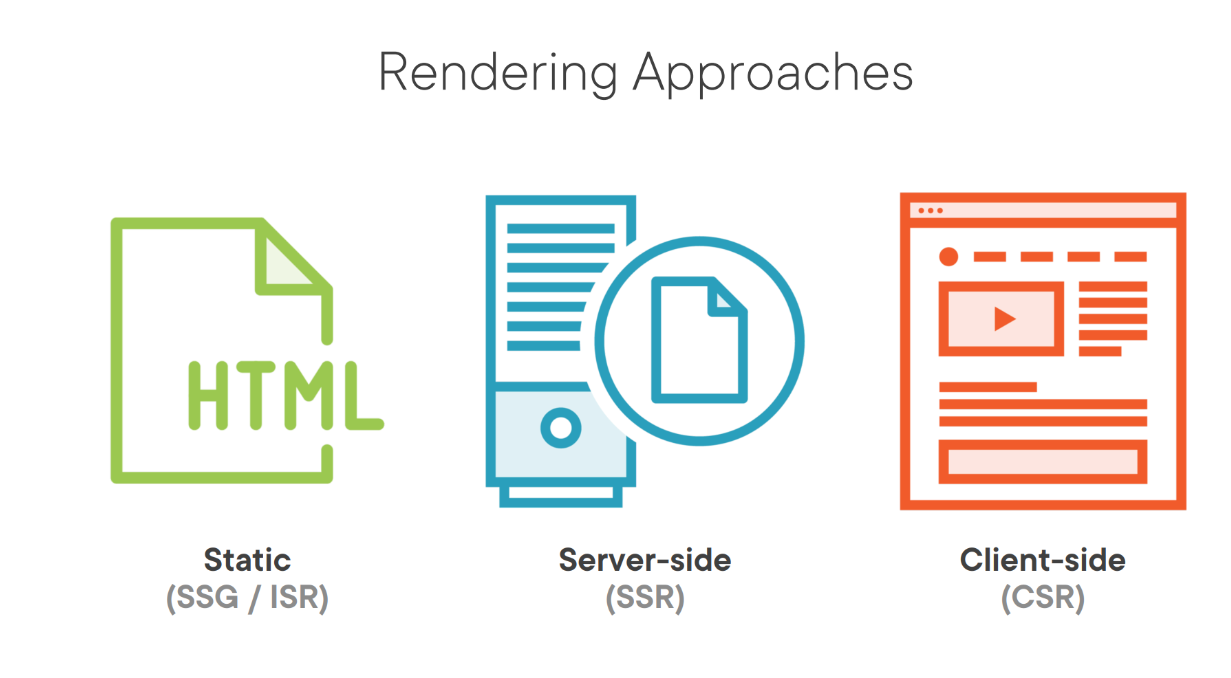 Rendering Approaches
HTML
Static
(SSG / ISR)
Server-side
(SSR)
Client-side
(CSR)